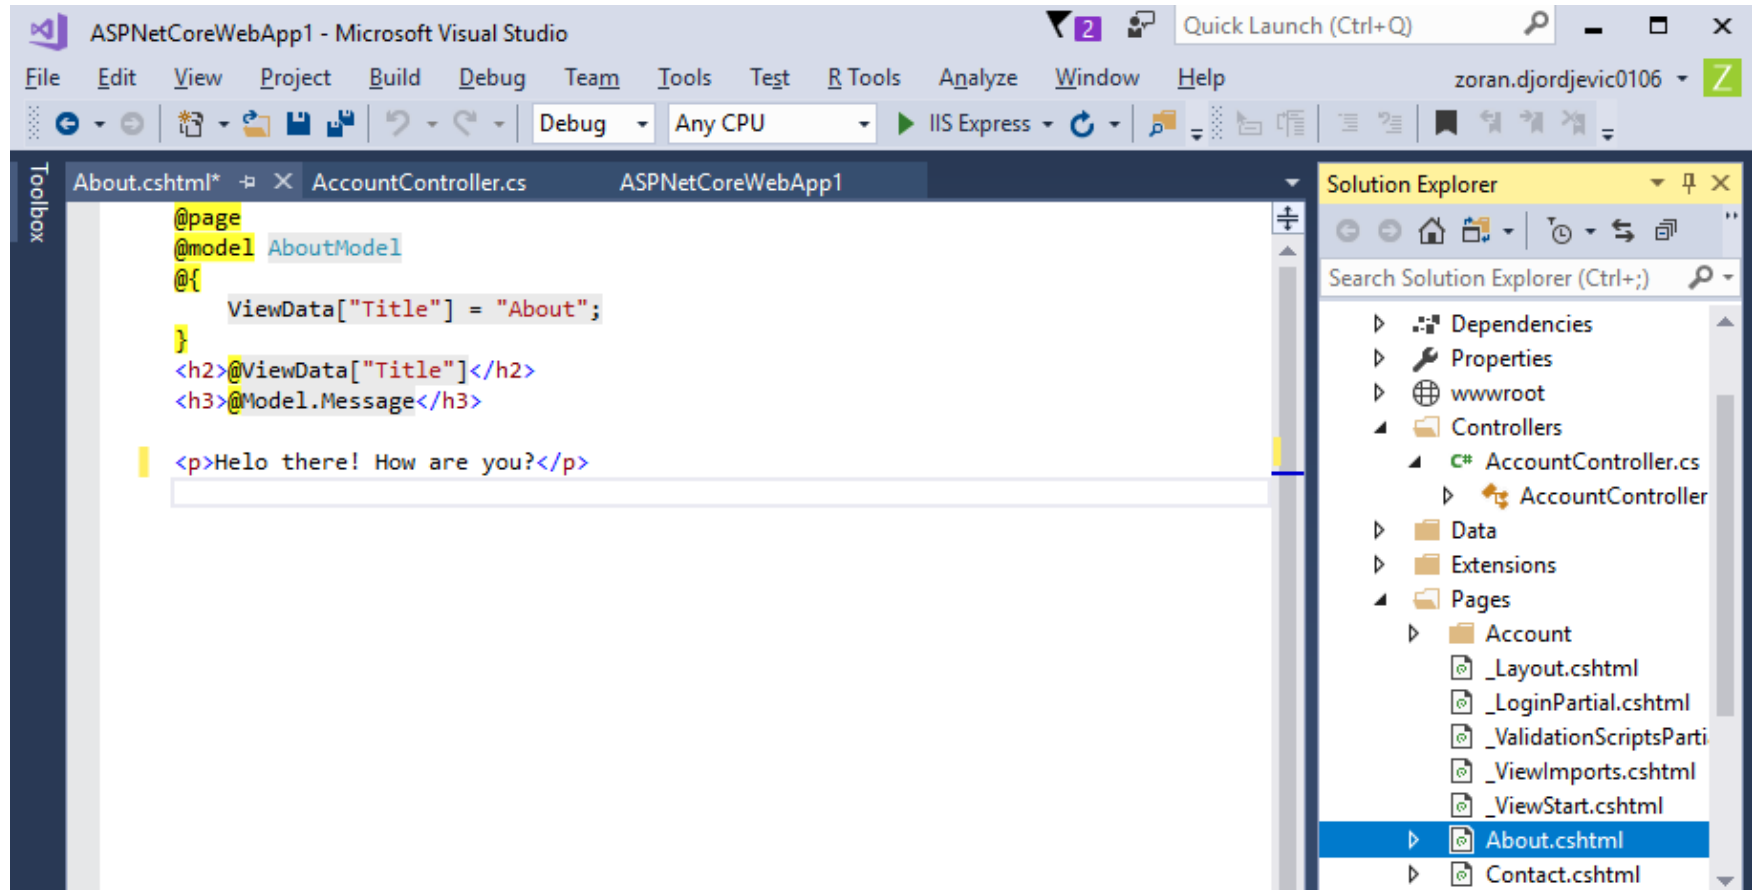 ASPNetCoreWebApp1 - Microsoft Visual Studio
2
Quick Launch (Ctrl+Q)
File Edit View Project Build Debug Team Tools Test R Tools Analyze Window Help
zoran.djordjevic0106
Z
Debug Any CPU IIS Express
Toolbox
About.cshtml* AccountController.cs ASPNetCoreWebApp1
@page
@model AboutModel
@{
ViewData["Title"] = "About";
}
<h2>@ViewData["Title"]</h2>
<h3>@Model.Message</h3>
<p>Helo there! How are you?</p>
Solution Explorer
Search Solution Explorer (Ctrl+;)
Dependencies
Properties
wwwroot
Controllers
C# AccountController.cs
AccountController
Data
Extensions
Pages
Account
_Layout.cshtml
_LoginPartial.cshtml
_ValidationScriptsParti
_ViewImports.cshtml
_ViewStart.cshtml
About.cshtml
Contact.cshtml